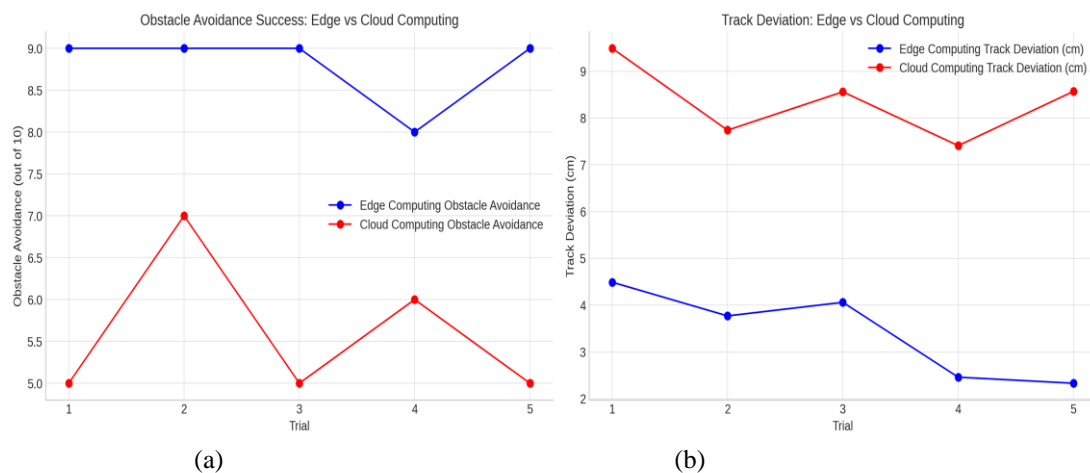 Obstacle Avoidance Success: Edge vs Cloud Computing
Obstacle Avoidance (out of 10)
9.0
8.5
8.0
7.5
7.0
6.5
6.0
5.5
5.0
Edge Computing Obstacle Avoidance
Cloud Computing Obstacle Avoidance
1 2 3 4 5
Trial
(a)
Track Deviation: Edge vs Cloud Computing
Track Deviation (cm)
9
8
7
6
5
4
3
2
Edge Computing Track Deviation (cm)
Cloud Computing Track Deviation (cm)
1 2 3 4 5
Trial
(b)